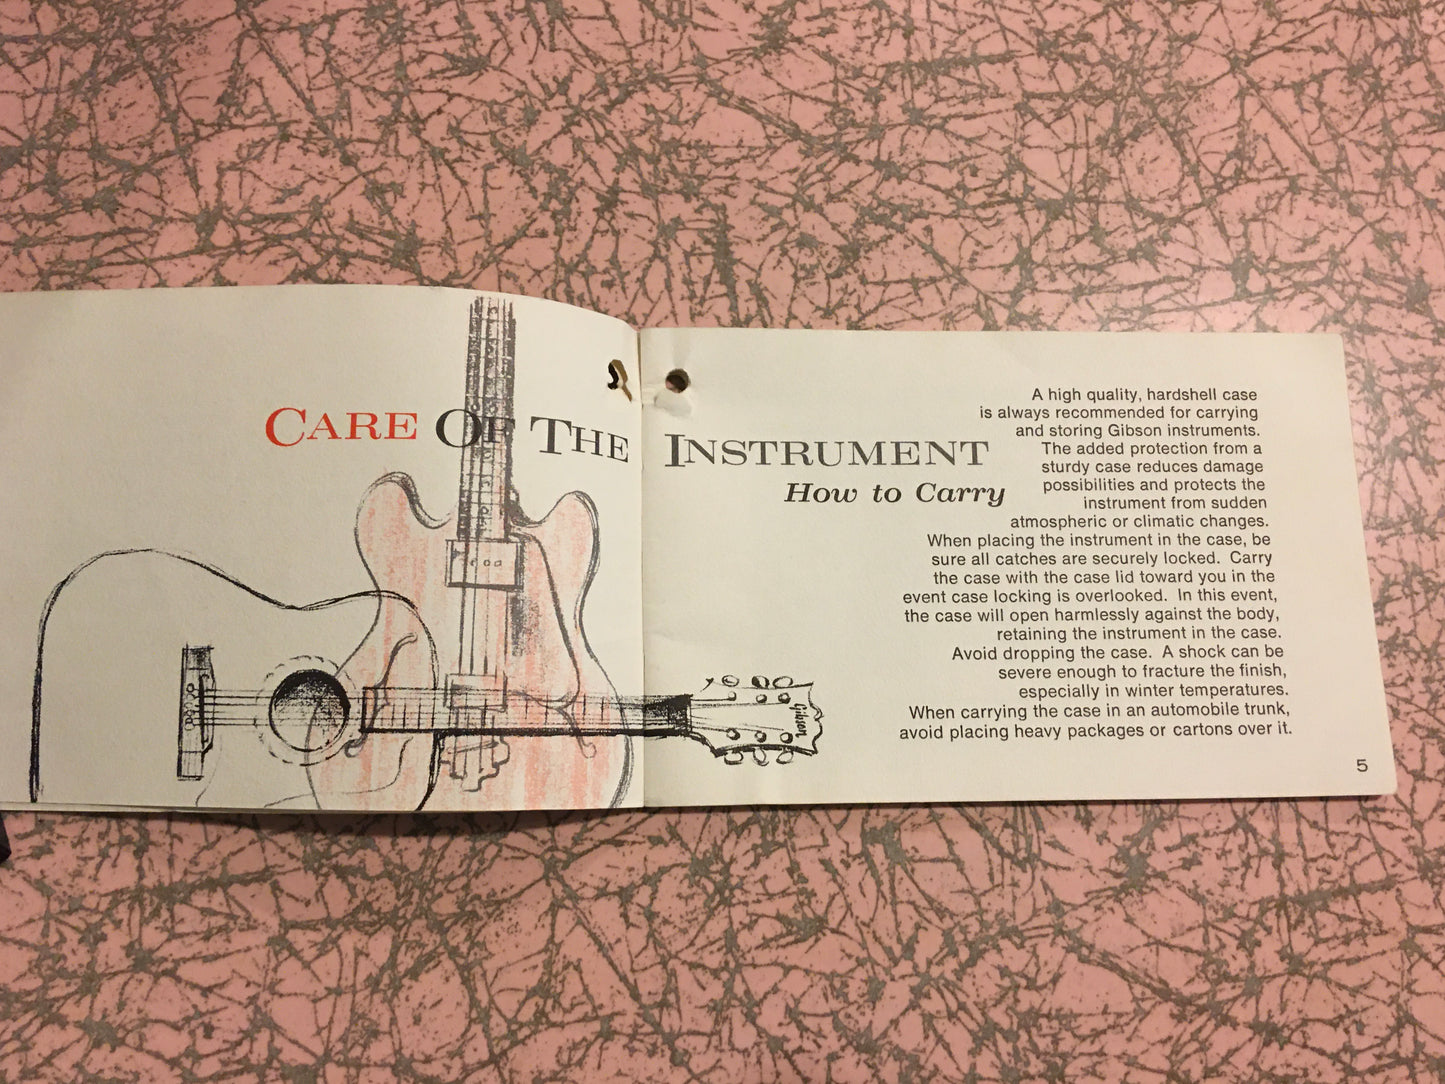 CARE OF THE INSTRUMENT
How to Carry
A high quality, hardshell case
is always recommended for carrying
and storing Gibson instruments.
The added protection from a
sturdy case reduces damage
possibilities and protects the
instrument from sudden
atmospheric or climatic changes.
When placing the instrument in the case, be
sure all catches are securely locked. Carry
the case with the case lid toward you in the
event case locking is overlooked. In this event,
the case will open harmlessly against the body,
retaining the instrument in the case.
Avoid dropping the case. A shock can be
severe enough to fracture the finish,
especially in winter temperatures.
When carrying the case in an automobile trunk,
avoid placing heavy packages or cartons over it.
Gibson
5